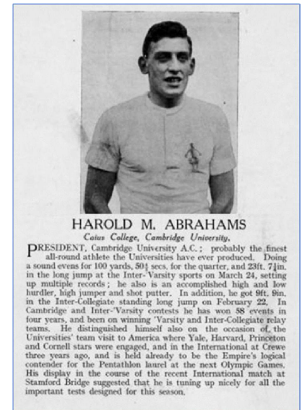 HAROLD M. ABRAHAMS
Caius College, Cambridge University,
PRESIDENT, Cambridge University A.C.; probably the finest
all-round athlete the Universities have ever produced. Doing
sound evens for 100 yards, 50½ secs. for the quarter, and 23ft. 7¼in.
in the long jump at the Inter-'Varsity sports on March 24, setting
up multiple records; he also is an accomplished high and low
hurdler, high jumper and shot putter. In addition, he got 9ft. 9in.
in the Inter-Collegiate standing long jump on February 22. In
Cambridge and Inter-'Varsity contests he has won 88 events in
four years, and been on winning 'Varsity and Inter-Collegiate relay
teams. He distinguished himself also on the occasion of the
Universities' team visit to America where Yale, Harvard, Princeton
and Cornell stars were engaged, and in the International at Crewe
three years ago, and is held already to be the Empire's logical
contender for the Pentathlon laurel at the next Olympic Games.
His display in the course of the recent International match at
Stamford Bridge suggested that he is tuning up nicely for all the
important tests designed for this season.